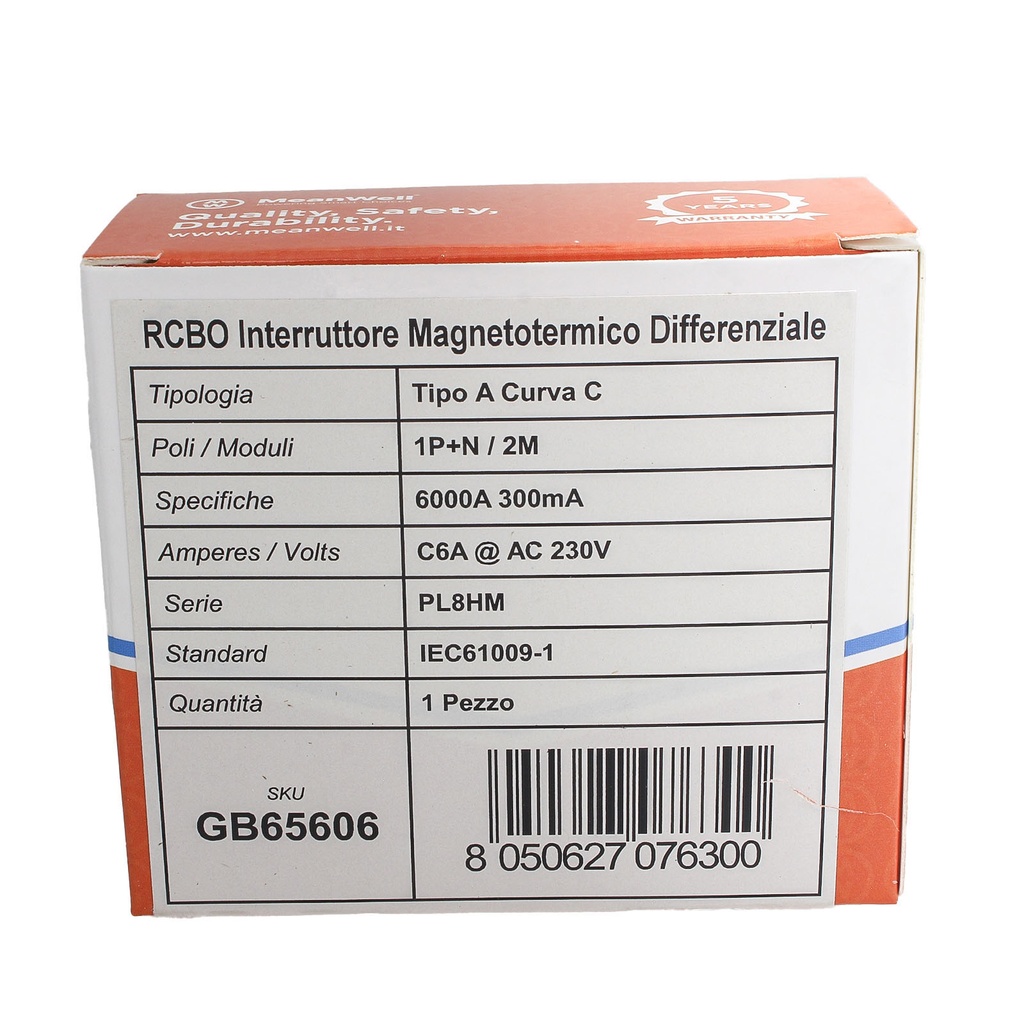 MeanWell
Quality, Safety,
Durability.
www.meanwell.it
5
YEARS
WARRANTY
RCBO Interruttore Magnetotermico Differenziale
Tipologia Tipo A Curva C
Poli / Moduli 1P+N / 2M
Specifiche 6000A 300mA
Amperes / Volts C6A @ AC 230V
Serie PL8HM
Standard IEC61009-1
Quantità 1 Pezzo
SKU
GB65606
8 050627 076300